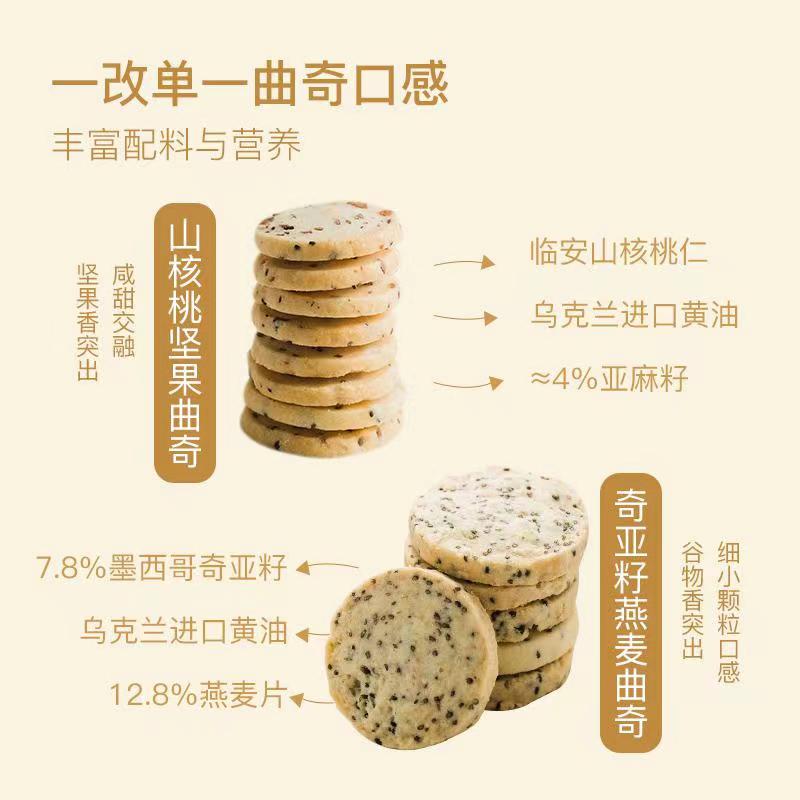 一改单一曲奇口感
丰富配料与营养
山核桃坚果曲奇
咸甜交融
坚果香突出
临安山核桃仁
乌克兰进口黄油
≈4%亚麻籽
7.8%墨西哥奇亚籽
乌克兰进口黄油
12.8%燕麦片
奇亚籽燕麦曲奇
细小颗粒口感
谷物香突出